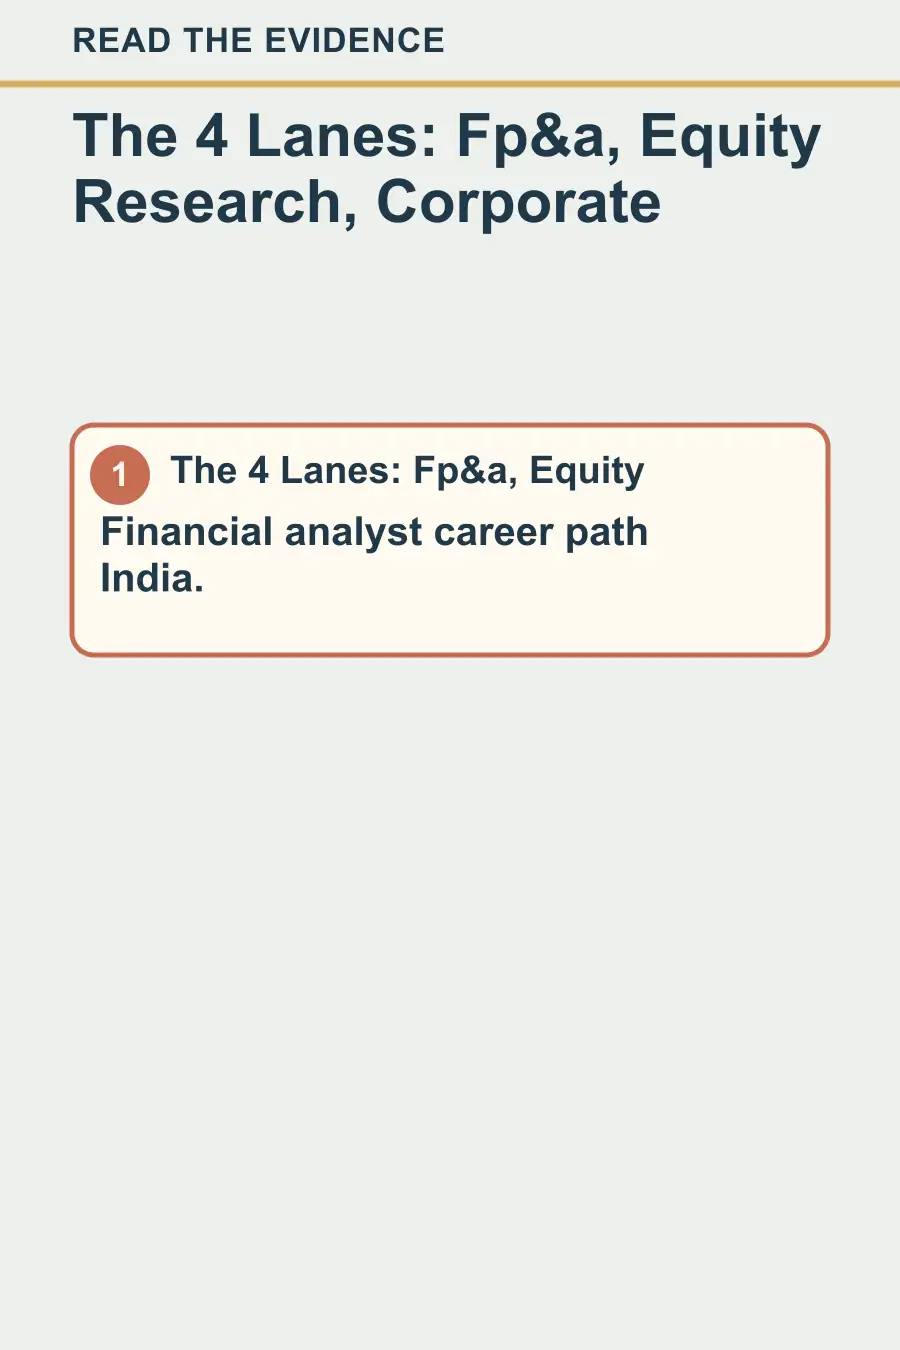 READ THE EVIDENCE
The 4 Lanes: Fp&a, Equity
Research, Corporate
1 The 4 Lanes: Fp&a, Equity
Financial analyst career path
India.